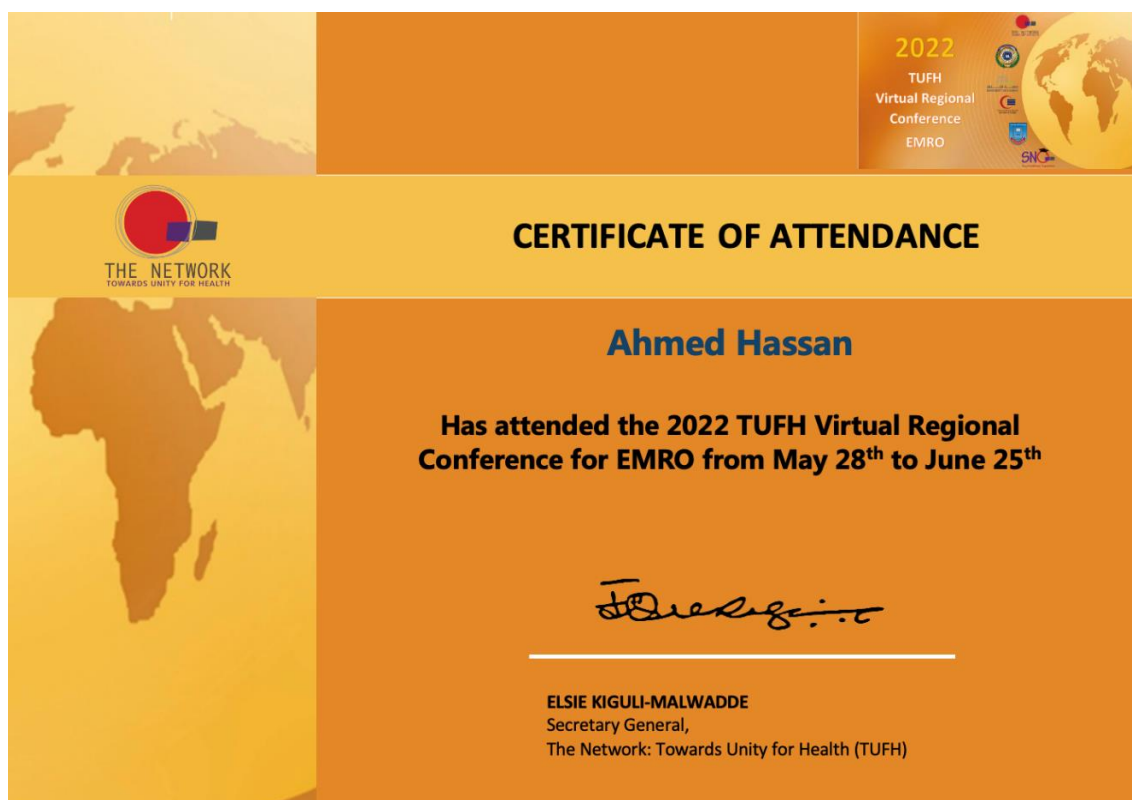 2022
TUFH
Virtual Regional
Conference
EMRO
SNO
THE NETWORK
TOWARDS UNITY FOR HEALTH
CERTIFICATE OF ATTENDANCE
Ahmed Hassan
Has attended the 2022 TUFH Virtual Regional
Conference for EMRO from May 28th to June 25th
ELSIE KIGULI-MALWADDE
Secretary General,
The Network: Towards Unity for Health (TUFH)